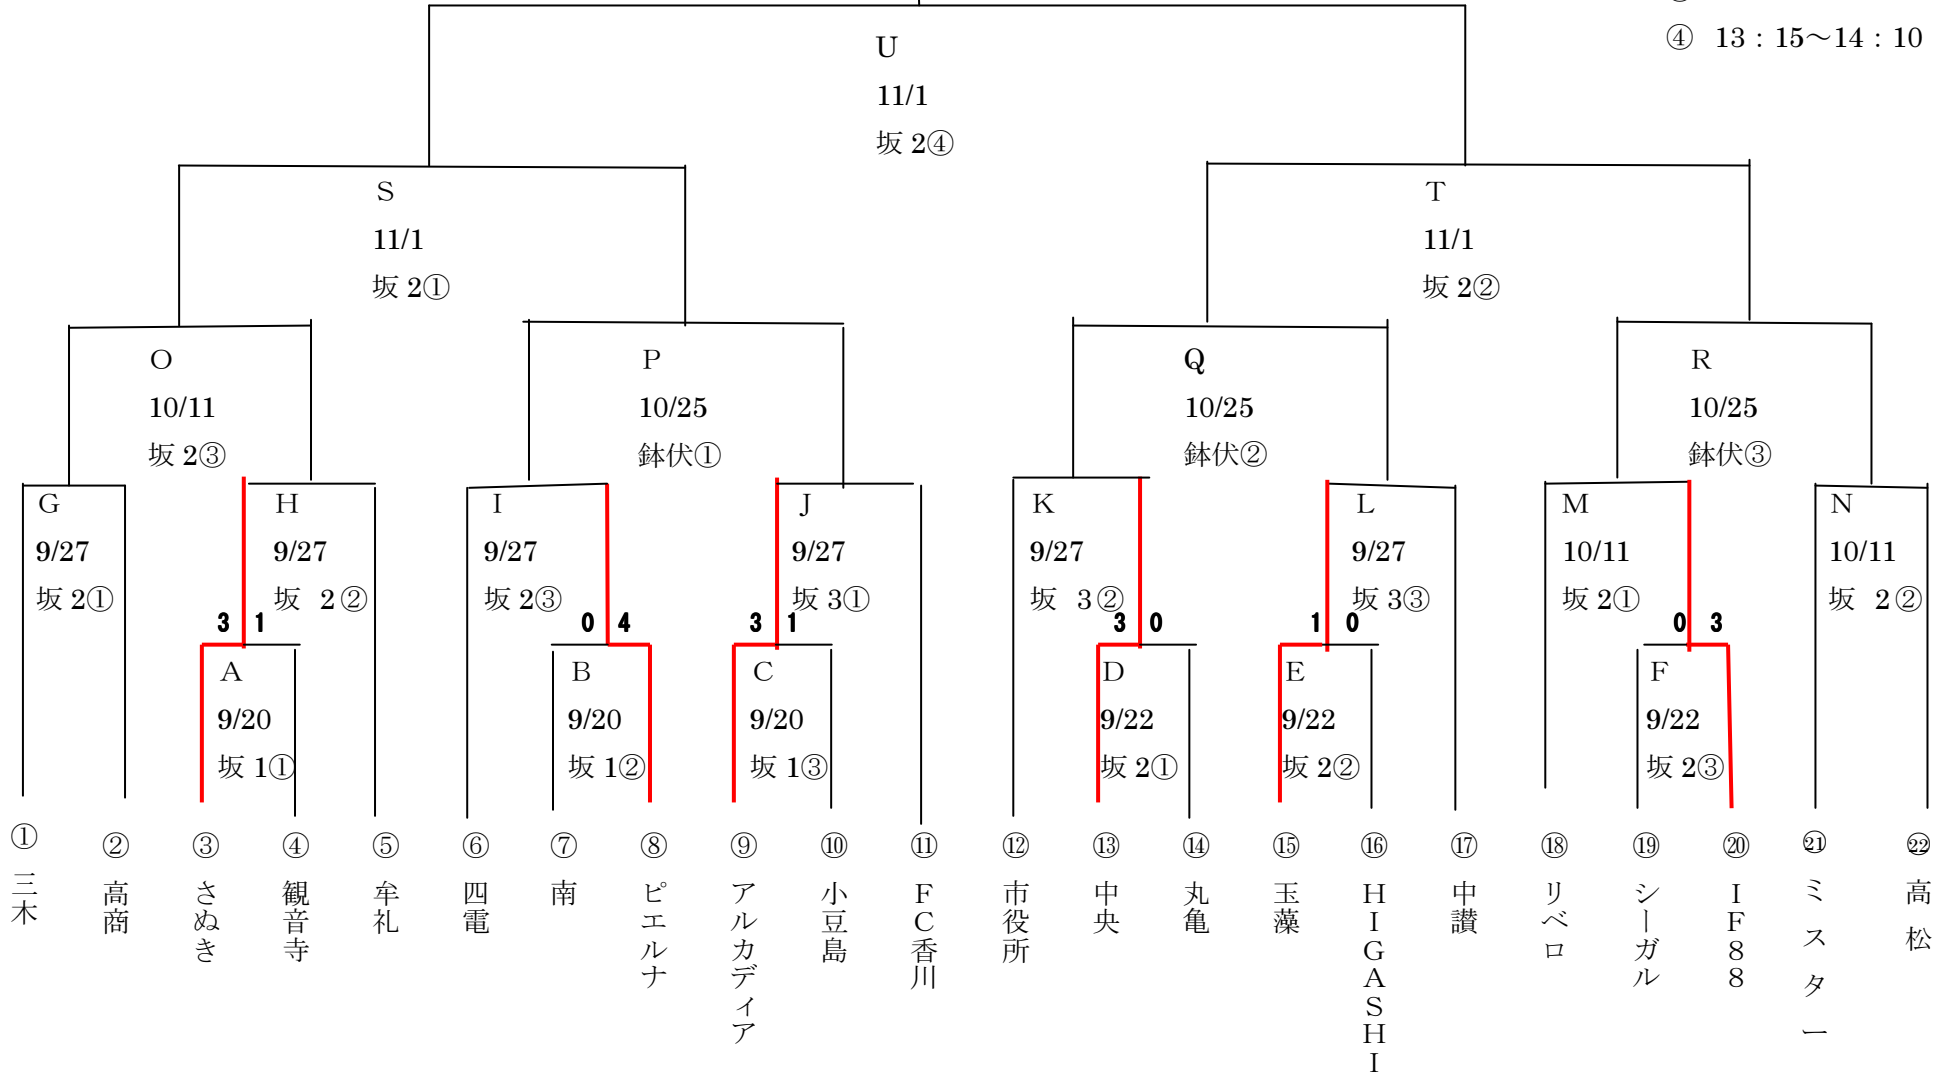 ④ 13：15～14：10
U
11/1
坂 2④
S
11/1
坂 2①
T
11/1
坂 2②
O
10/11
坂 2③
P
10/25
鉢伏①
Q
10/25
鉢伏②
R
10/25
鉢伏③
G
9/27
坂 2①
H
9/27
坂 2②
I
9/27
坂 2③
J
9/27
坂 3①
K
9/27
坂 3②
L
9/27
坂 3③
M
10/11
坂 2①
N
10/11
坂 2②
3 1
0 4
3 1
3 0
1 0
0 3
A
9/20
坂 1①
B
9/20
坂 1②
C
9/20
坂 1③
D
9/22
坂 2①
E
9/22
坂 2②
F
9/22
坂 2③
① 三木
② 高商
③ さぬき
④ 観音寺
⑤ 牟礼
⑥ 四電
⑦ 南
⑧ ピエルナ
⑨ アルカディア
⑩ 小豆島
⑪ FC香川
⑫ 市役所
⑬ 中央
⑭ 丸亀
⑮ 玉藻
⑯ HIGASHI
⑰ 中讃
⑱ リベロ
⑲ シーガル
⑳ IF88
㉑ ミスター
㉒ 高松